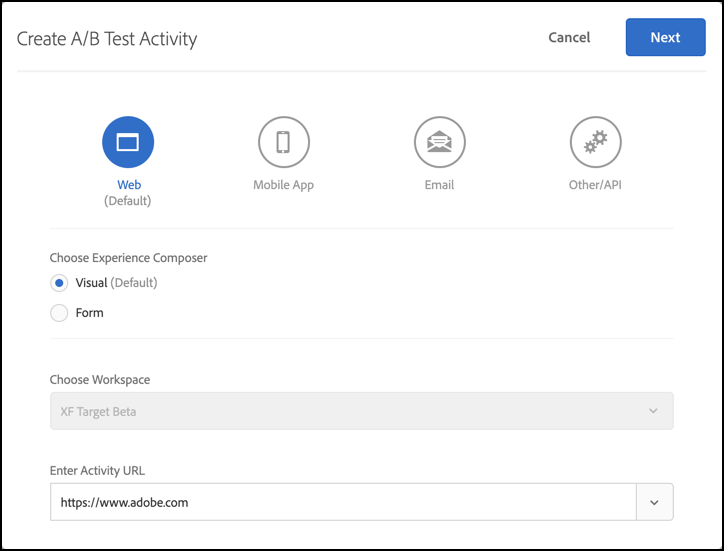 Create A/B Test Activity
Cancel
Next
Web
(Default)
Mobile App
Email
Other/API
Choose Experience Composer
Visual (Default)
Form
Choose Workspace
XF Target Beta
Enter Activity URL
https://www.adobe.com